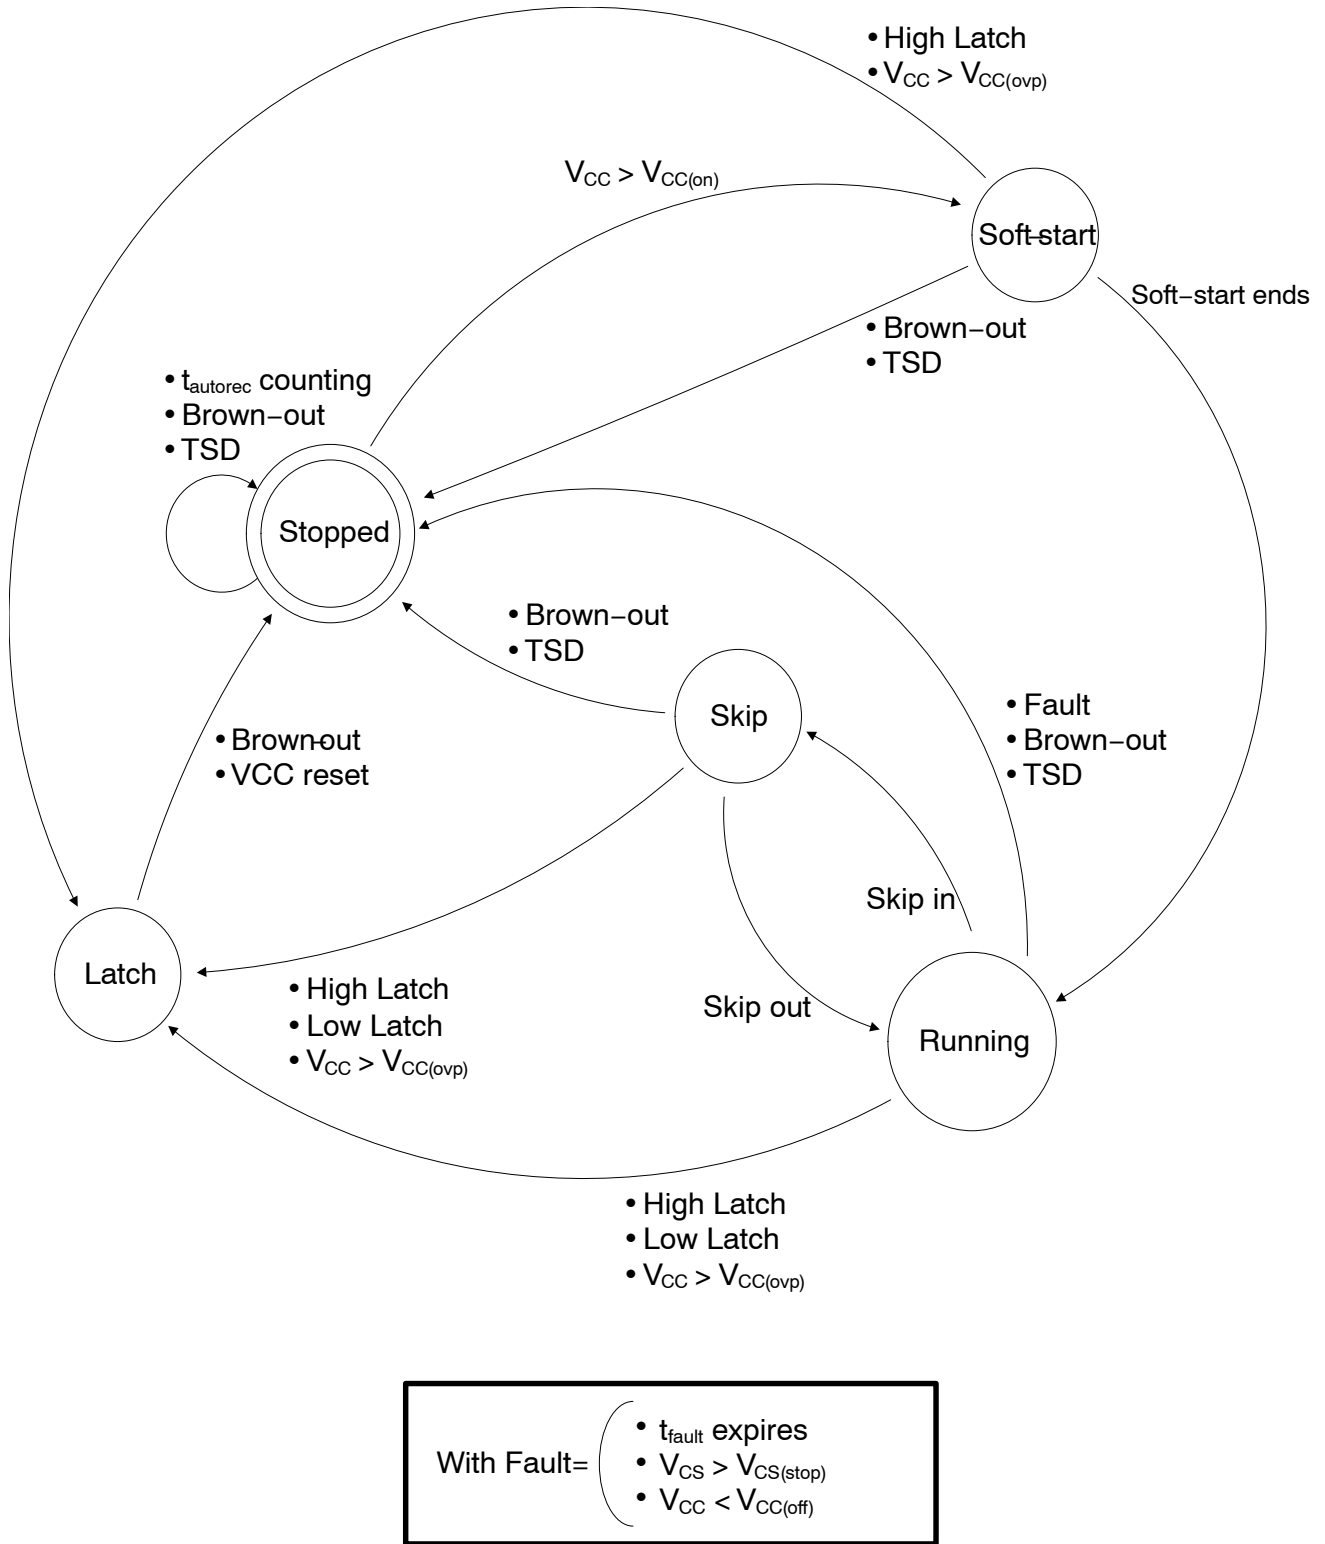 • High Latch
• VCC > VCC(ovp)
VCC > VCC(on)
Soft–start
Soft–start ends
• Brown–out
• TSD
• tautorec counting
• Brown–out
• TSD
Stopped
• Brown–out
• TSD
Skip
• Fault
• Brown–out
• TSD
• Brown–out
• VCC reset
Skip in
Latch
• High Latch
• Low Latch
• VCC > VCC(ovp)
Skip out
Running
• High Latch
• Low Latch
• VCC > VCC(ovp)
With Fault=
• tfault expires
• VCS > VCS(stop)
• VCC < VCC(off)